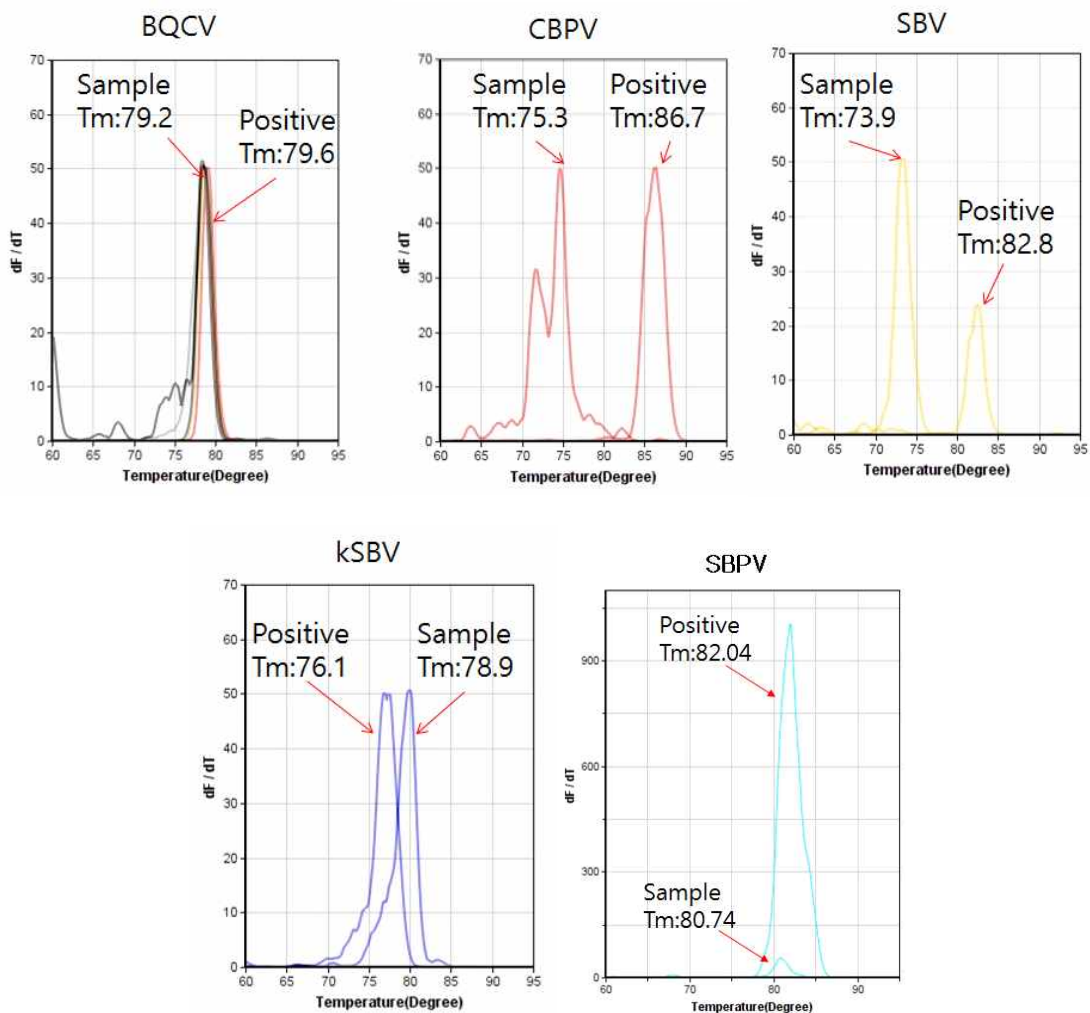 BQCV
70
60
50
40
30
20
10
0
dF / dT
Sample
Tm:79.2
Positive
Tm:79.6
60 65 70 75 80 85 90 95
Temperature(Degree)
CBPV
70
60
50
40
30
20
10
0
dF / dT
Sample
Tm:75.3
Positive
Tm:86.7
60 65 70 75 80 85 90 95
Temperature(Degree)
SBV
70
60
50
40
30
20
10
0
dF / dT
Sample
Tm:73.9
Positive
Tm:82.8
60 65 70 75 80 85 90 95
Temperature(Degree)
kSBV
70
60
50
40
30
20
10
0
dF / dT
Positive
Tm:76.1
Sample
Tm:78.9
60 65 70 75 80 85 90 95
Temperature(Degree)
SBPV
900
600
300
0
dF / dT
Positive
Tm:82.04
Sample
Tm:80.74
60 70 80 90
Temperature(Degree)